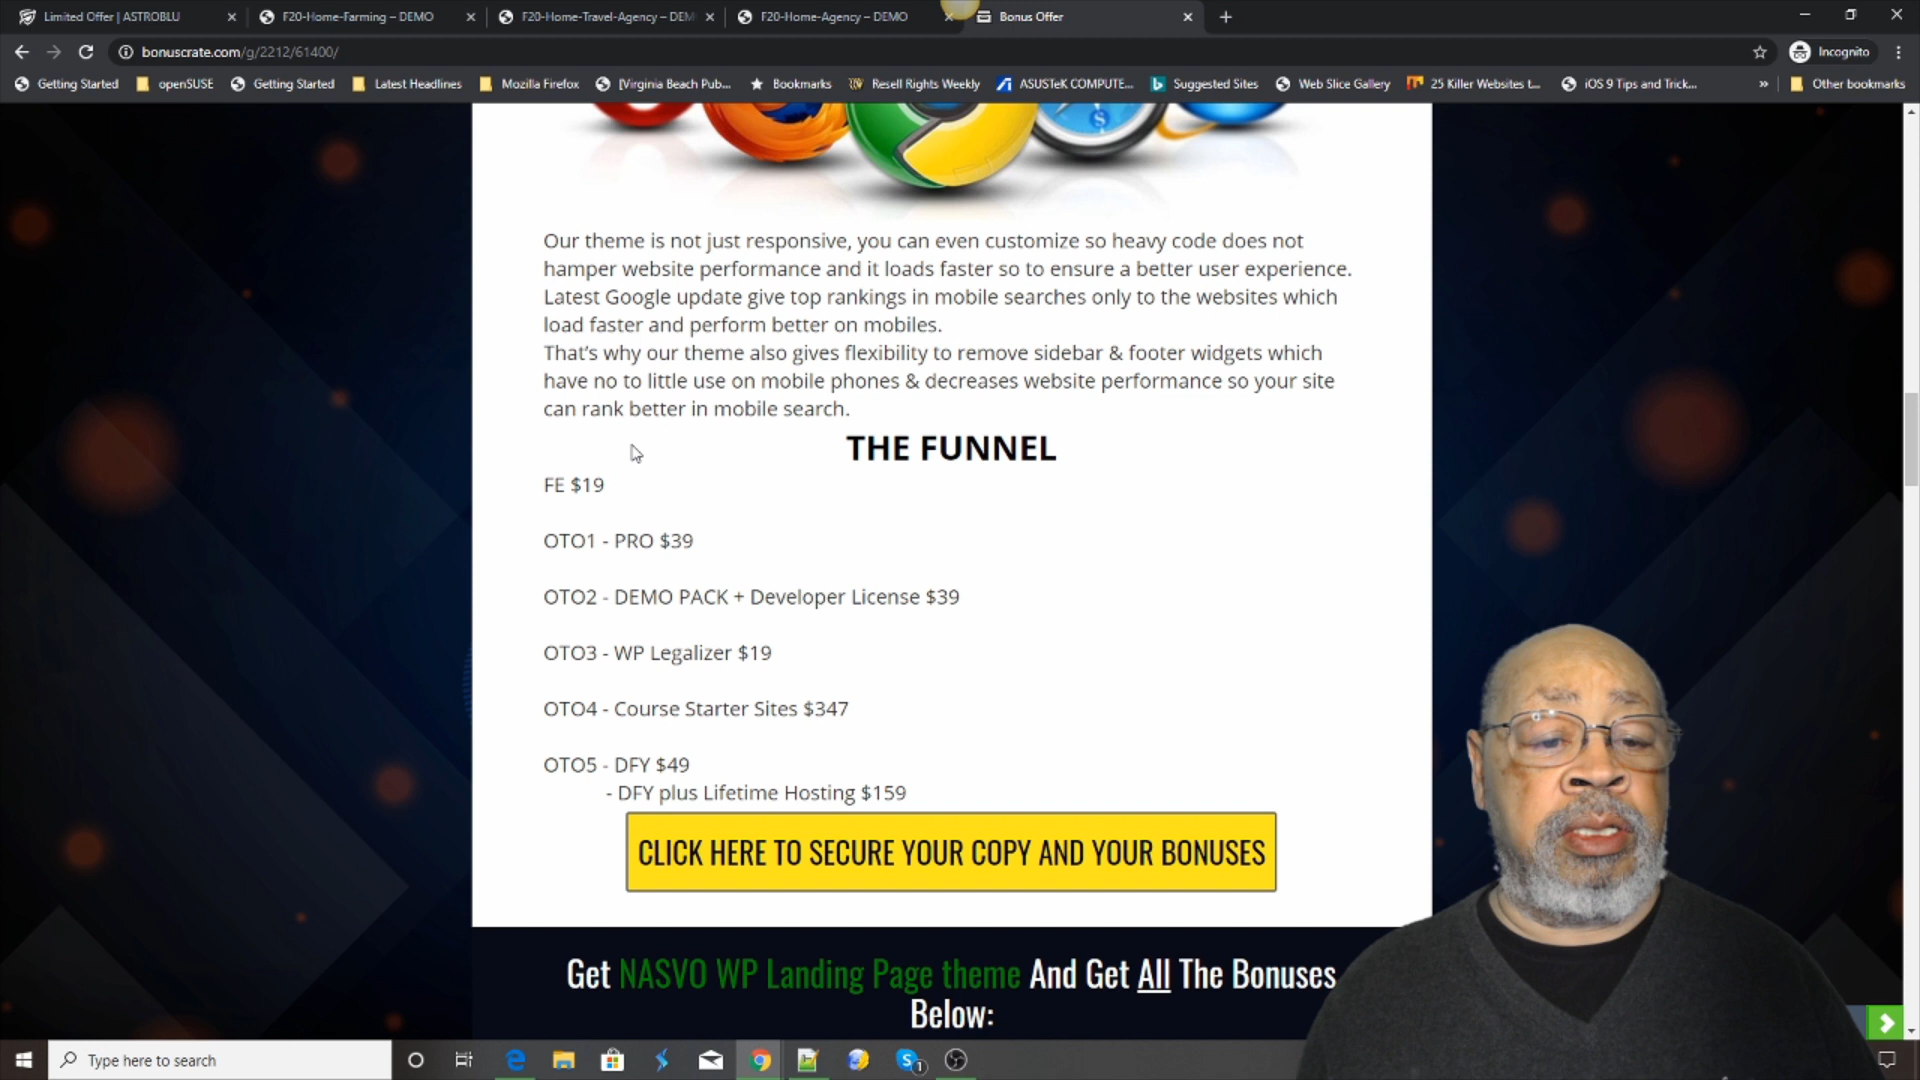 Limited Offer | ASTROBLU
F20-Home-Farming – DEMO
F20-Home-Travel-Agency – DEM
F20-Home-Agency – DEMO
Bonus Offer
bonuscrate.com/g/2212/61400/
Incognito
Getting Started
openSUSE
Getting Started
Latest Headlines
Mozilla Firefox
[Virginia Beach Pub...
Bookmarks
Resell Rights Weekly
ASUSTeK COMPUTE...
Suggested Sites
Web Slice Gallery
25 Killer Websites t...
iOS 9 Tips and Trick...
»
Other bookmarks
Our theme is not just responsive, you can even customize so heavy code does not
hamper website performance and it loads faster so to ensure a better user experience.
Latest Google update give top rankings in mobile searches only to the websites which
load faster and perform better on mobiles.
That's why our theme also gives flexibility to remove sidebar & footer widgets which
have no to little use on mobile phones & decreases website performance so your site
can rank better in mobile search.
THE FUNNEL
FE $19
OTO1 - PRO $39
OTO2 - DEMO PACK + Developer License $39
OTO3 - WP Legalizer $19
OTO4 - Course Starter Sites $347
OTO5 - DFY $49
- DFY plus Lifetime Hosting $159
CLICK HERE TO SECURE YOUR COPY AND YOUR BONUSES
Get NASVO WP Landing Page theme And Get All The Bonuses
Below:
Type here to search
1